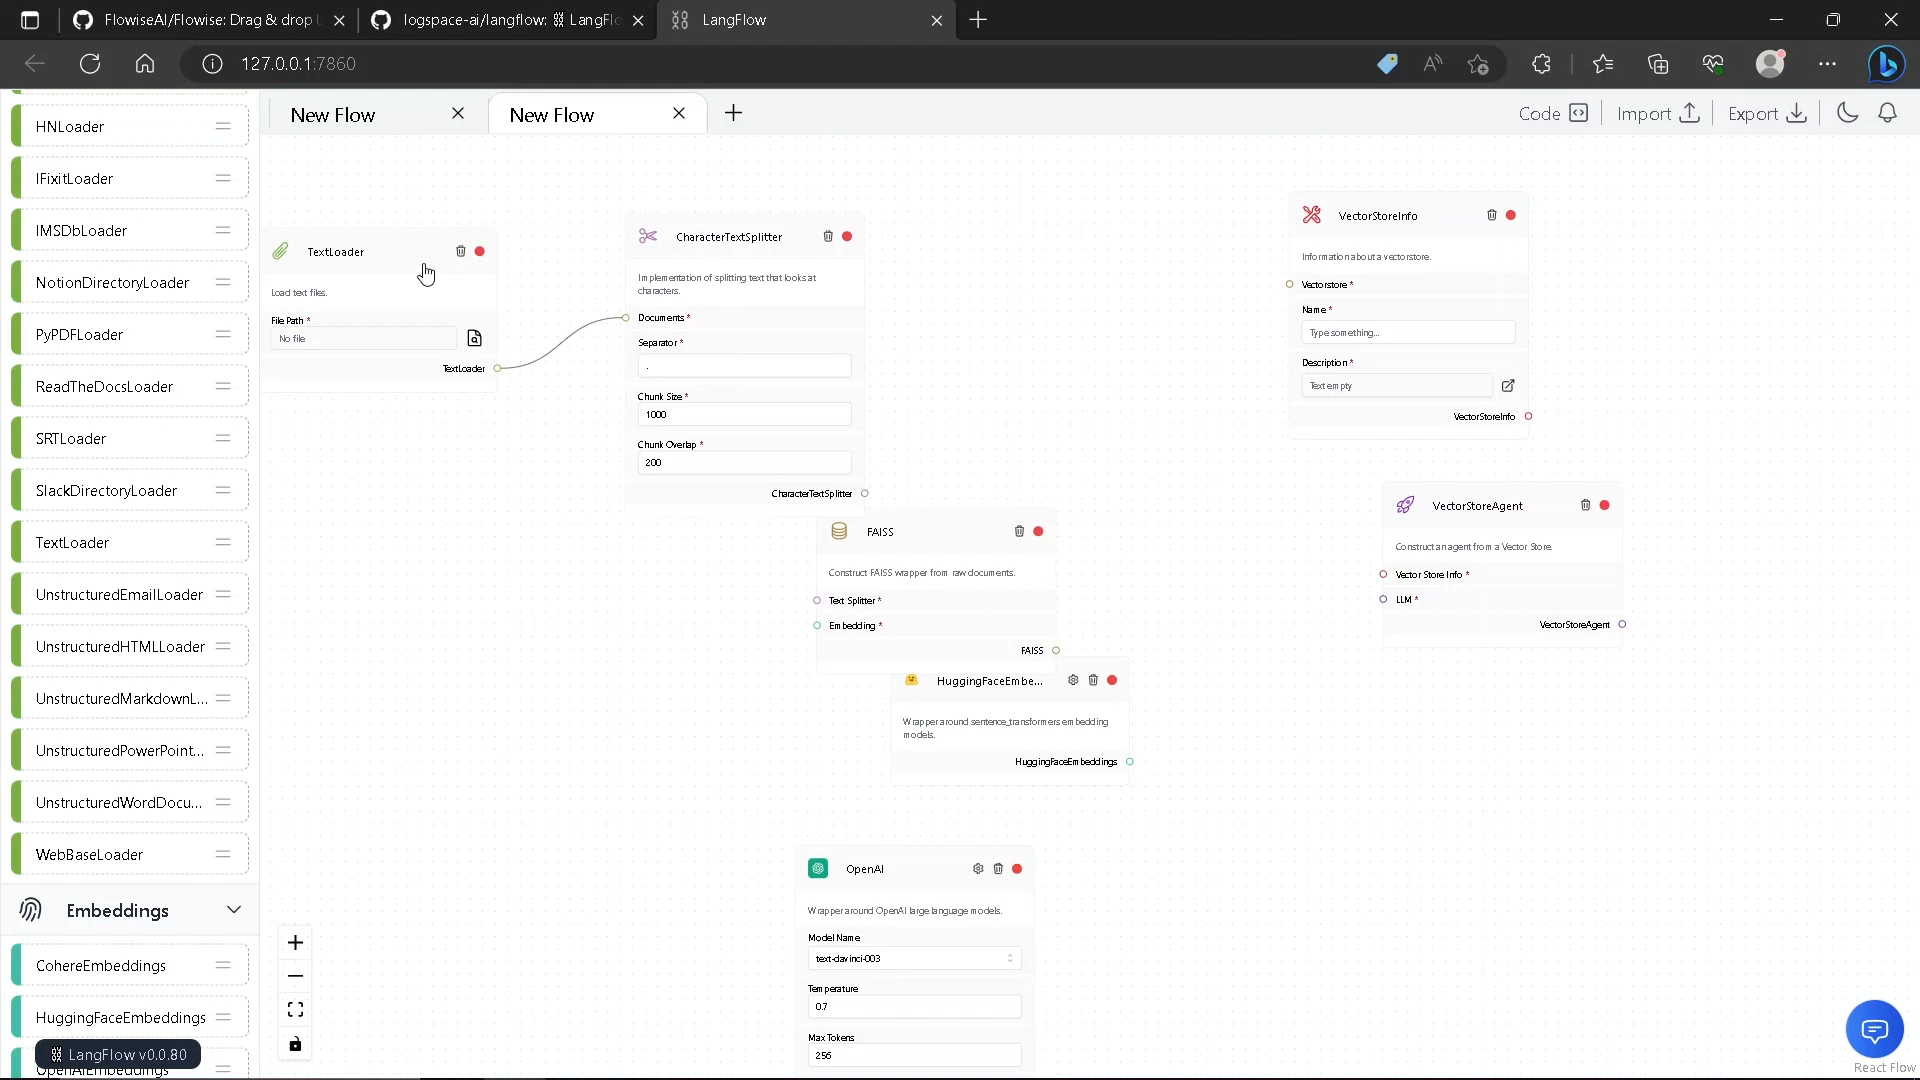 FlowiseAI/Flowise: Drag & drop
logspace-ai/langflow: ⛓ LangFlo
LangFlow
127.0.0.1:7860
New Flow
New Flow
Code
Import
Export
HNLoader
IFixitLoader
IMSDbLoader
NotionDirectoryLoader
PyPDFLoader
ReadTheDocsLoader
SRTLoader
SlackDirectoryLoader
TextLoader
UnstructuredEmailLoader
UnstructuredHTMLLoader
UnstructuredMarkdownL...
UnstructuredPowerPoint...
UnstructuredWordDocu...
WebBaseLoader
Embeddings
CohereEmbeddings
HuggingFaceEmbeddings
OpenAIEmbeddings
⛓ LangFlow v0.0.80
TextLoader
Load text files.
File Path *
No file
TextLoader
CharacterTextSplitter
Implementation of splitting text that looks at
characters.
Documents *
Separator *
.
Chunk Size *
1000
Chunk Overlap *
200
CharacterTextSplitter
FAISS
Construct FAISS wrapper from raw documents.
Text Splitter *
Embedding *
FAISS
HuggingFaceEmbe...
Wrapper around sentence_transformers embedding
models.
HuggingFaceEmbeddings
OpenAI
Wrapper around OpenAI large language models.
Model Name
text-davinci-003
Temperature
0.7
Max Tokens
256
VectorStoreInfo
Information about a vectorstore.
Vectorstore *
Name *
Type something...
Description *
Text empty
VectorStoreInfo
VectorStoreAgent
Construct an agent from a Vector Store.
Vector Store Info *
LLM *
VectorStoreAgent
React Flow